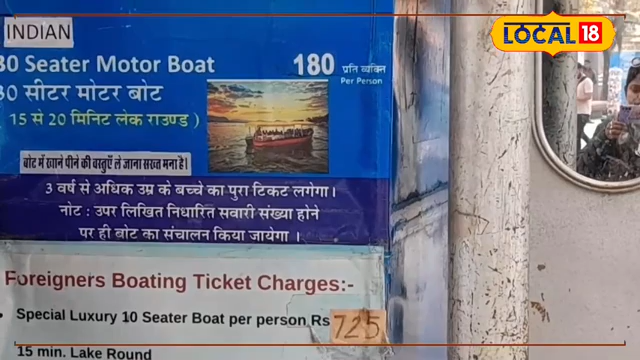 LOCAL 18
INDIAN
30 Seater Motor Boat 180 प्रति व्यक्ति
Per Person
30 सीटर मोटर बोट
15 से 20 मिनिट लेक राउण्ड )
बोट में खाने पीने की वस्तुएँ ले जाना सख्त मना है।
3 वर्ष से अधिक उम्र के बच्चे का पुरा टिकट लगेगा।
नोट : उपर लिखित निधारित सवारी संख्या होने
पर ही बोट का संचालन किया जायेगा ।
Foreigners Boating Ticket Charges:-
• Special Luxury 10 Seater Boat per person Rs 725
15 min. Lake Round